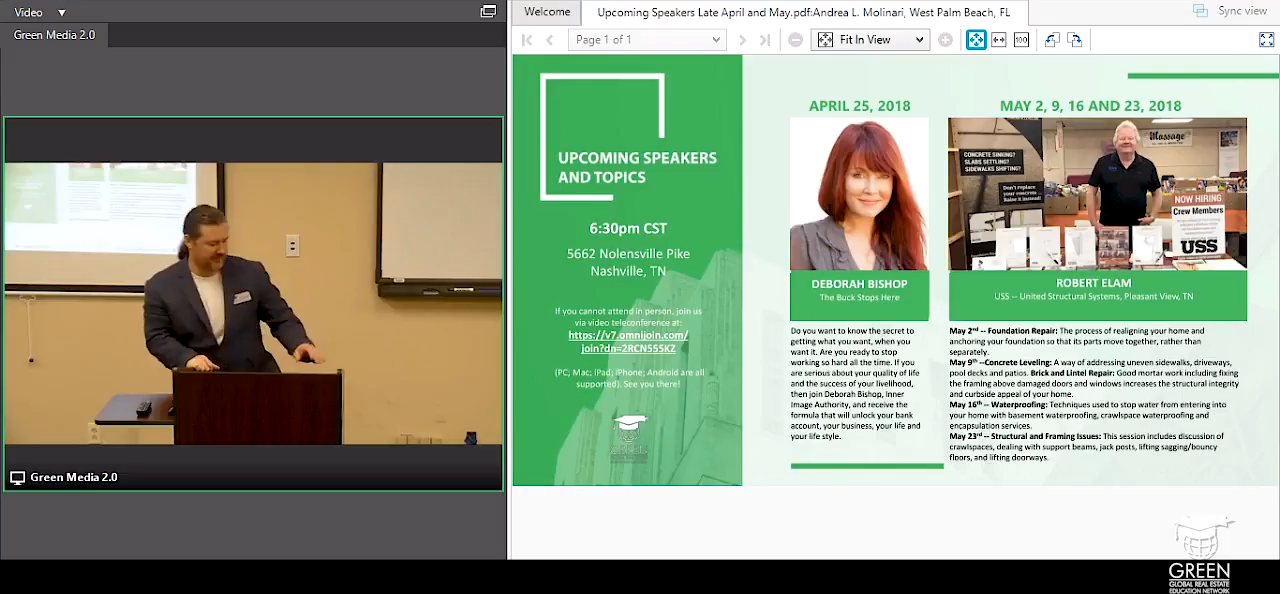 Video
Green Media 2.0
Green Media 2.0
Welcome
Upcoming Speakers Late April and May.pdf:Andrea L. Molinari, West Palm Beach, FL
Sync view
Page 1 of 1
Fit In View
100
UPCOMING SPEAKERS
AND TOPICS
6:30pm CST
5662 Nolensville Pike
Nashville, TN
If you cannot attend in person, join us
via video teleconference at:
https://v7.omnijoin.com/
join?dn=2RCN555KZ
(PC; Mac; iPad; iPhone; Android are all
supported). See you there!
APRIL 25, 2018
DEBORAH BISHOP
The Buck Stops Here
Do you want to know the secret to
getting what you want, when you
want it. Are you ready to stop
working so hard all the time. If you
are serious about your quality of life
and the success of your livelihood,
then join Deborah Bishop, Inner
Image Authority, and receive the
formula that will unlock your bank
account, your business, your life and
your life style.
MAY 2, 9, 16 AND 23, 2018
Massage
CONCRETE SINKING?
SLABS SETTLING?
SIDEWALKS SHIFTING?
Don't replace
your concrete...
Raise it instead!
NOW HIRING
Crew Members
USS
ROBERT ELAM
USS -- United Structural Systems, Pleasant View, TN
May 2nd -- Foundation Repair: The process of realigning your home and
anchoring your foundation so that its parts move together, rather than
separately.
May 9th --Concrete Leveling: A way of addressing uneven sidewalks, driveways,
pool decks and patios. Brick and Lintel Repair: Good mortar work including fixing
the framing above damaged doors and windows increases the structural integrity
and curbside appeal of your home.
May 16th -- Waterproofing: Techniques used to stop water from entering into
your home with basement waterproofing, crawlspace waterproofing and
encapsulation services.
May 23rd -- Structural and Framing Issues: This session includes discussion of
crawlspaces, dealing with support beams, jack posts, lifting sagging/bouncy
floors, and lifting doorways.
GREEN
GLOBAL REAL ESTATE
EDUCATION NETWORK